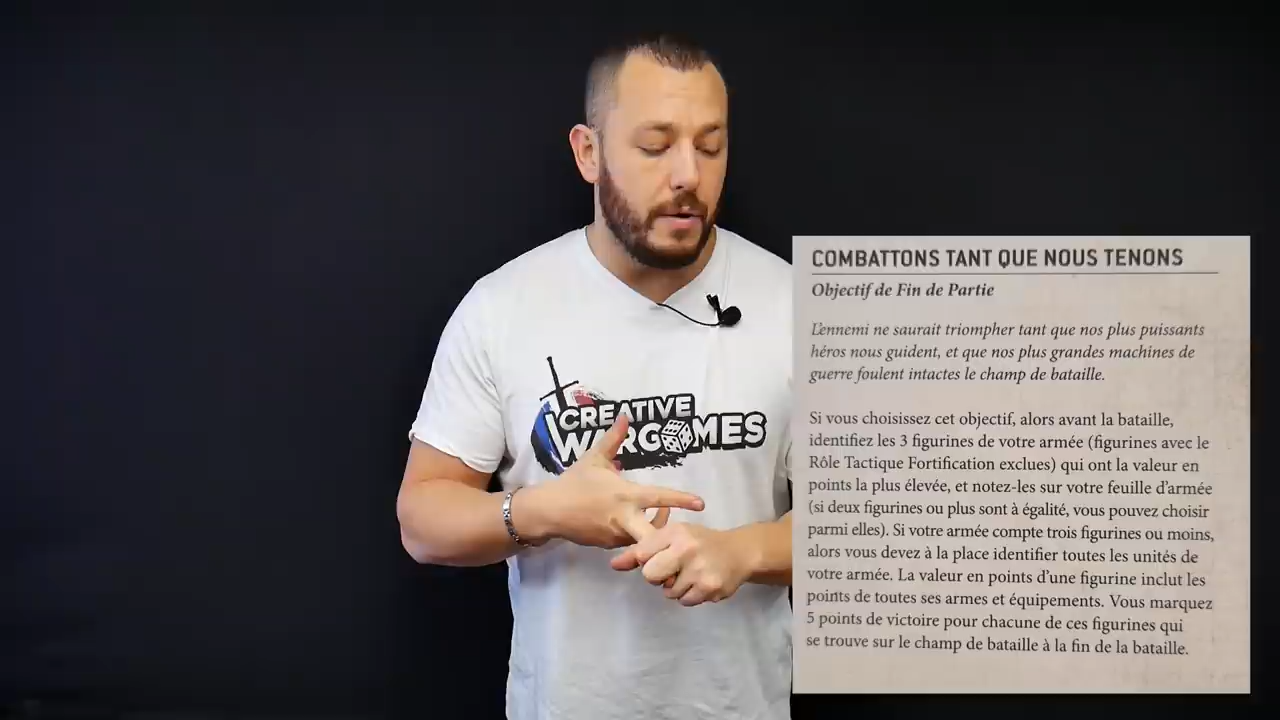 CREATIVE
WARGAMES
COMBATTONS TANT QUE NOUS TENONS
Objectif de Fin de Partie
L'ennemi ne saurait triompher tant que nos plus puissants
héros nous guident, et que nos plus grandes machines de
guerre foulent intactes le champ de bataille.
Si vous choisissez cet objectif, alors avant la bataille,
identifiez les 3 figurines de votre armée (figurines avec le
Rôle Tactique Fortification exclues) qui ont la valeur en
points la plus élevée, et notez-les sur votre feuille d'armée
(si deux figurines ou plus sont à égalité, vous pouvez choisir
parmi elles). Si votre armée compte trois figurines ou moins,
alors vous devez à la place identifier toutes les unités de
votre armée. La valeur en points d'une figurine inclut les
points de toutes ses armes et équipements. Vous marquez
5 points de victoire pour chacune de ces figurines qui
se trouve sur le champ de bataille à la fin de la bataille.